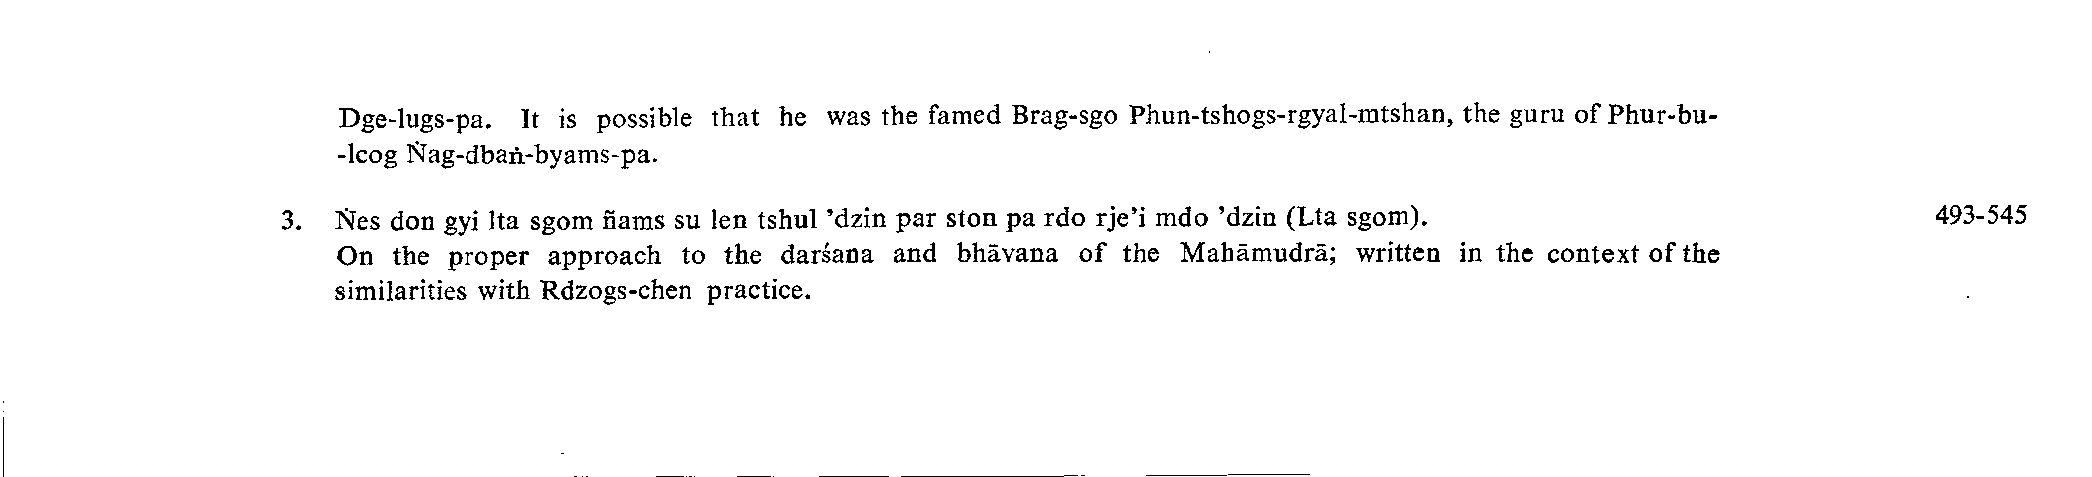 Dge-lugs-pa. It is possible that he was the famed Brag-sgo Phun-tshogs-rgyal-mtshan, the guru of Phur-bu-
-lcog Ṅag-dbaṅ-byams-pa.
3. Ṅes don gyi lta sgom ñams su len tshul ’dzin par ston pa rdo rje’i mdo ’dzin (Lta sgom). 493-545
On the proper approach to the darśana and bhāvana of the Mahāmudrā; written in the context of the
similarities with Rdzogs-chen practice.